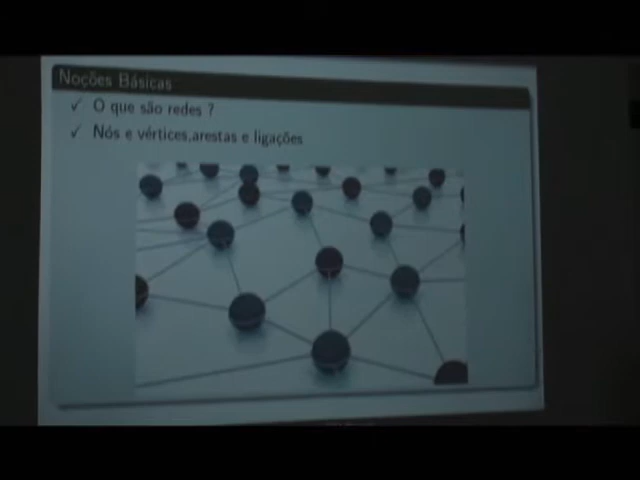 Noções Básicas
✓ O que são redes ?
✓ Nós e vértices,arestas e ligações